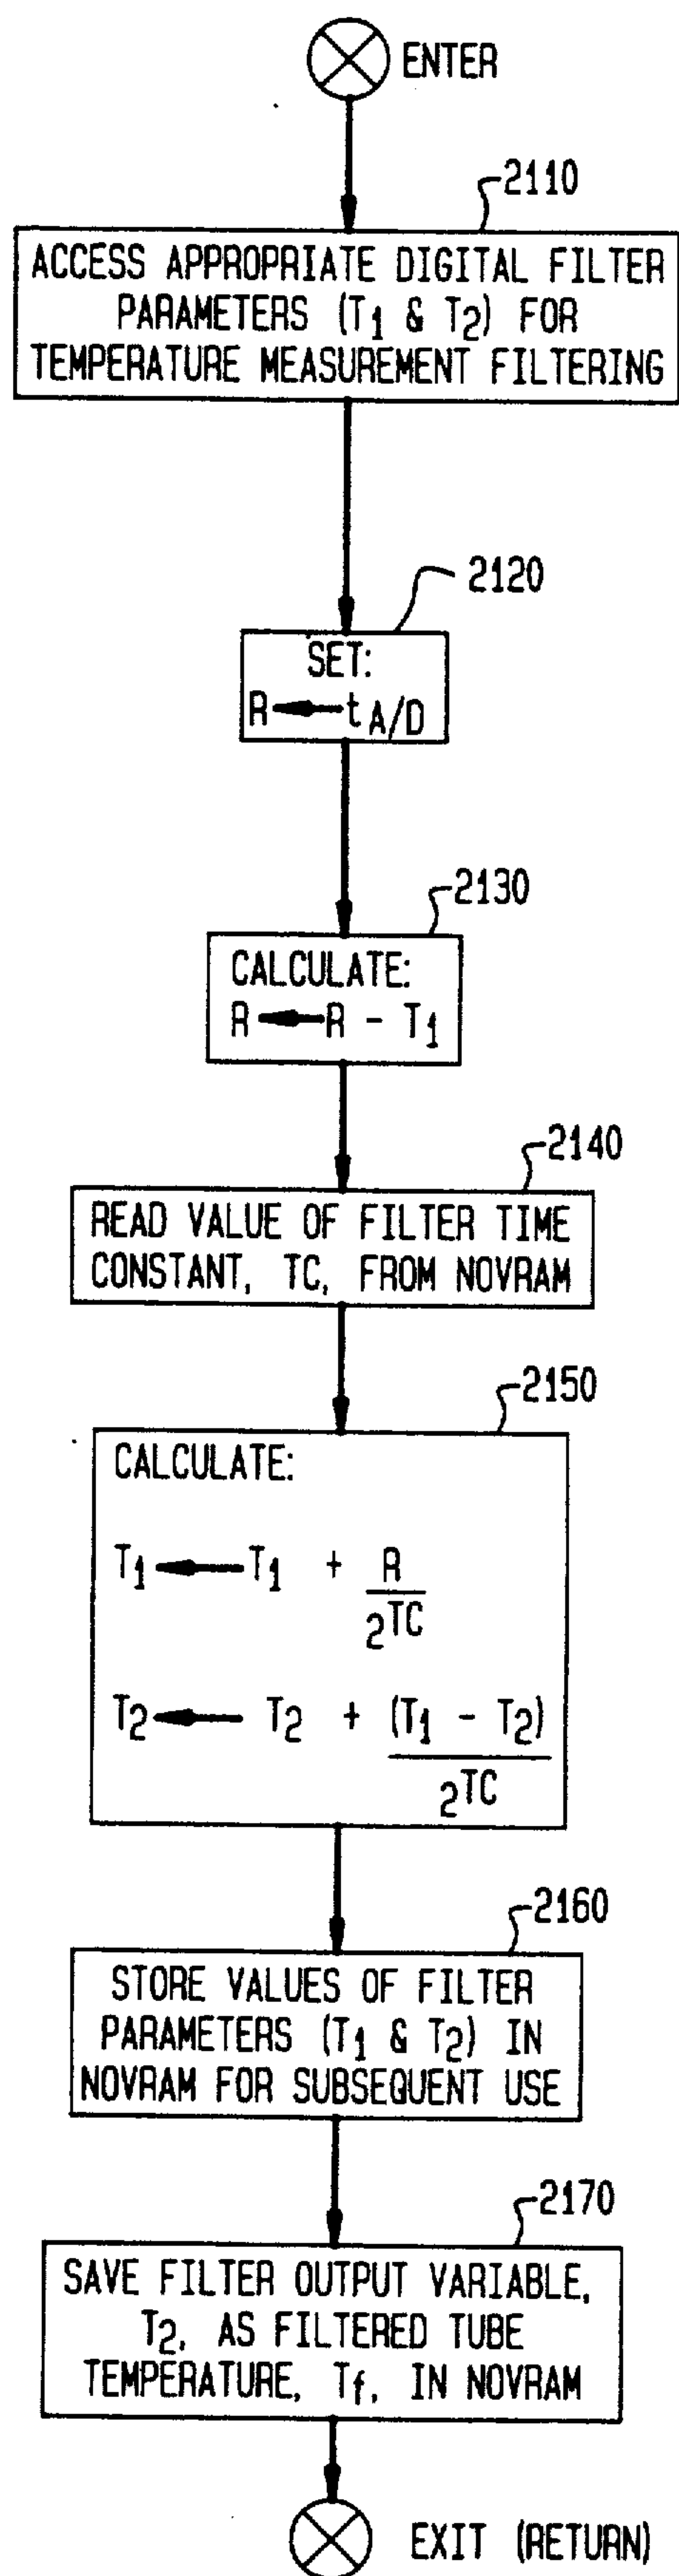 ENTER
2110
ACCESS APPROPRIATE DIGITAL FILTER
PARAMETERS (T1 & T2) FOR
TEMPERATURE MEASUREMENT FILTERING
2120
SET:
R ← t A/D
2130
CALCULATE:
R ← R - T1
2140
READ VALUE OF FILTER TIME
CONSTANT, TC, FROM NOVRAM
2150
CALCULATE:
T1 ← T1 + R
2TC
T2 ← T2 + (T1 - T2)
2TC
2160
STORE VALUES OF FILTER
PARAMETERS (T1 & T2) IN
NOVRAM FOR SUBSEQUENT USE
2170
SAVE FILTER OUTPUT VARIABLE,
T2, AS FILTERED TUBE
TEMPERATURE, Tf, IN NOVRAM
EXIT (RETURN)